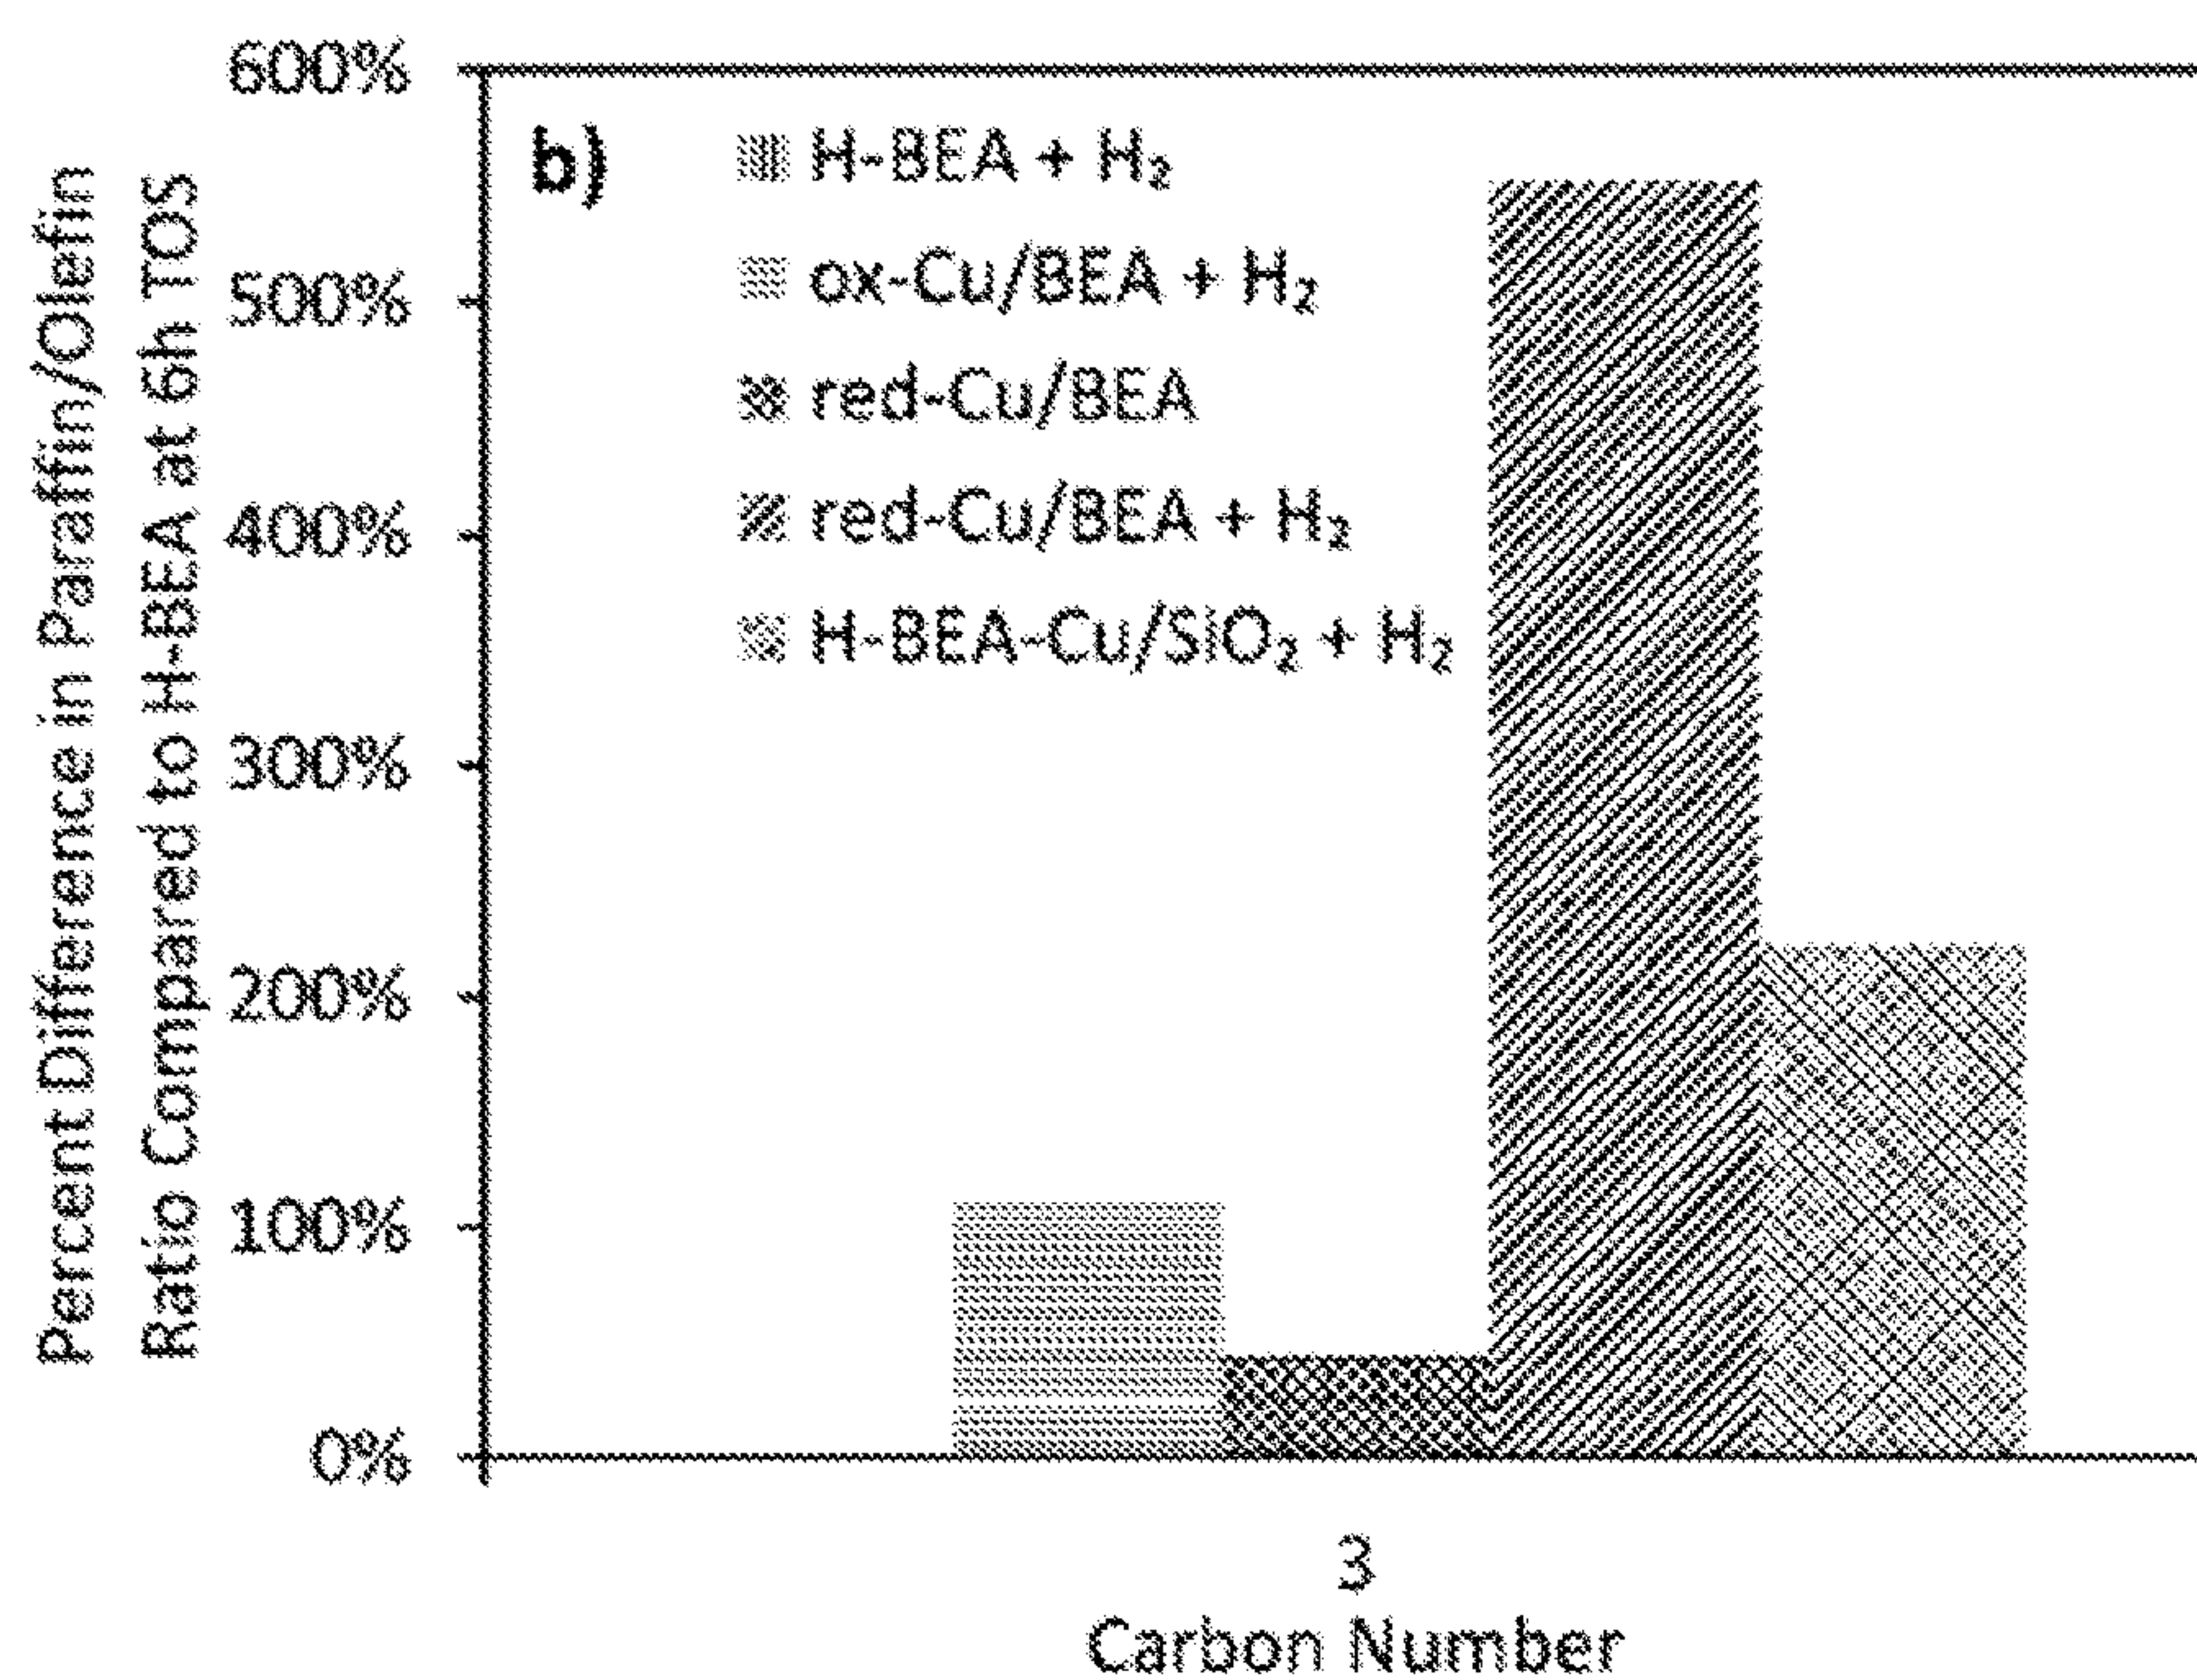 Percent Difference in Paraffin/Olefin
Ratio Compared to H-BEA at 6h TOS
600%
500%
400%
300%
200%
100%
0%
b)
H-BEA + H₂
ox-Cu/BEA + H₂
red-Cu/BEA
red-Cu/BEA + H₂
H-BEA-Cu/SiO₂ + H₂
3
Carbon Number